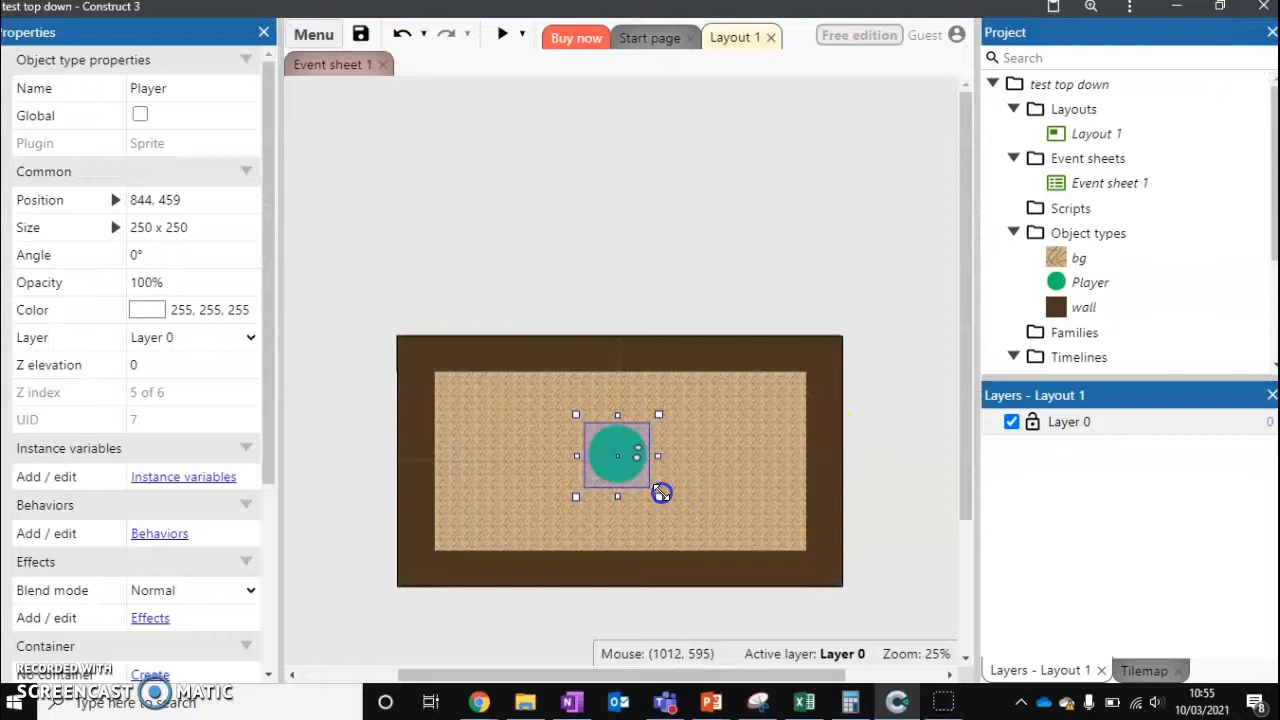 test top down - Construct 3
Properties
Object type properties
Name Player
Global
Plugin Sprite
Common
Position 844, 459
Size 250 x 250
Angle 0°
Opacity 100%
Color 255, 255, 255
Layer Layer 0
Z elevation 0
Z index 5 of 6
UID 7
Instance variables
Add / edit Instance variables
Behaviors
Add / edit Behaviors
Effects
Blend mode Normal
Add / edit Effects
Container
No container Create
Menu
Buy now
Start page
Layout 1
Free edition
Guest
Event sheet 1
Mouse: (1012, 595) Active layer: Layer 0 Zoom: 25%
Project
Search
test top down
Layouts
Layout 1
Event sheets
Event sheet 1
Scripts
Object types
bg
Player
wall
Families
Timelines
Layers - Layout 1
Layer 0 0
Layers - Layout 1
Tilemap
RECORDED WITH
SCREENCAST MATIC
Type here to search
10:55
10/03/2021
8